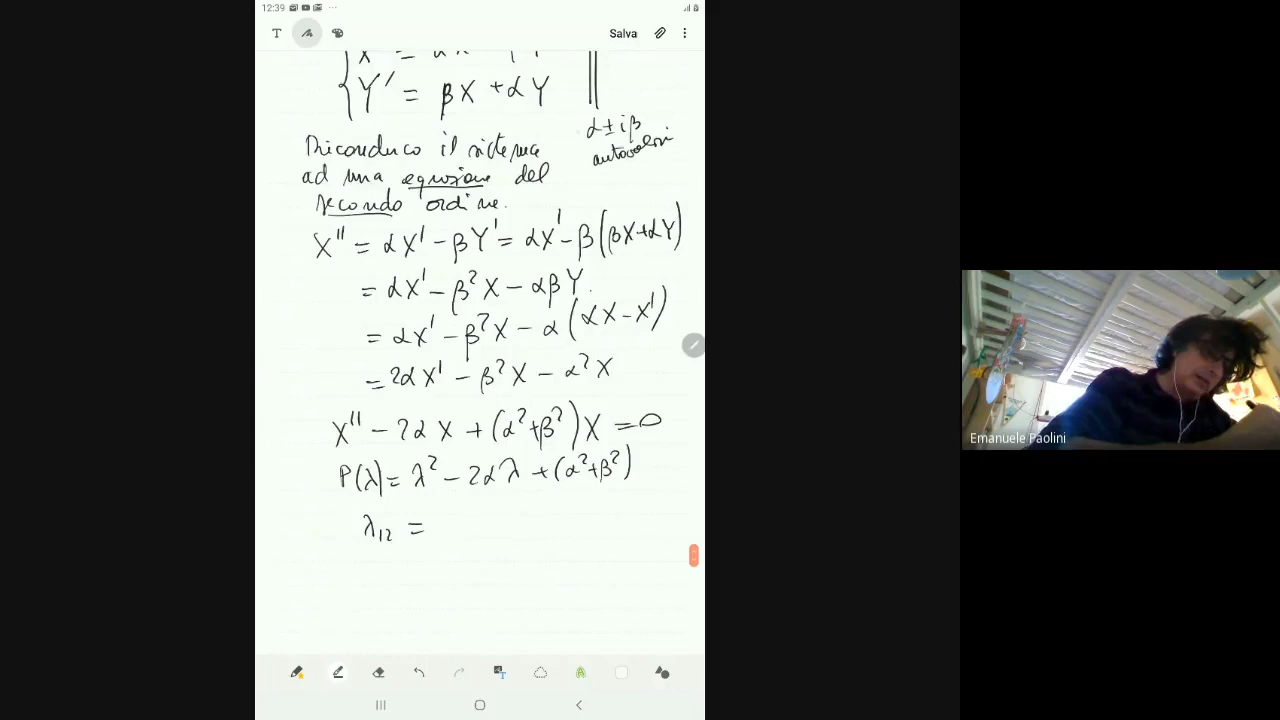 12:39
T
Salva
Y' = βX + αY
α ± iβ
autovalori
Riconduco il sistema
ad una equazione del
secondo ordine.
X'' = αX' - βY' = αX' - β(βX+αY)
= αX' - β²X - αβY.
= αX' - β²X - α(αX - X')
= 2αX' - β²X - α²X
X'' - 2αX + (α²+β²)X = 0
P(λ) = λ² - 2αλ + (α²+β²)
λ₁₂ =
Emanuele Paolini